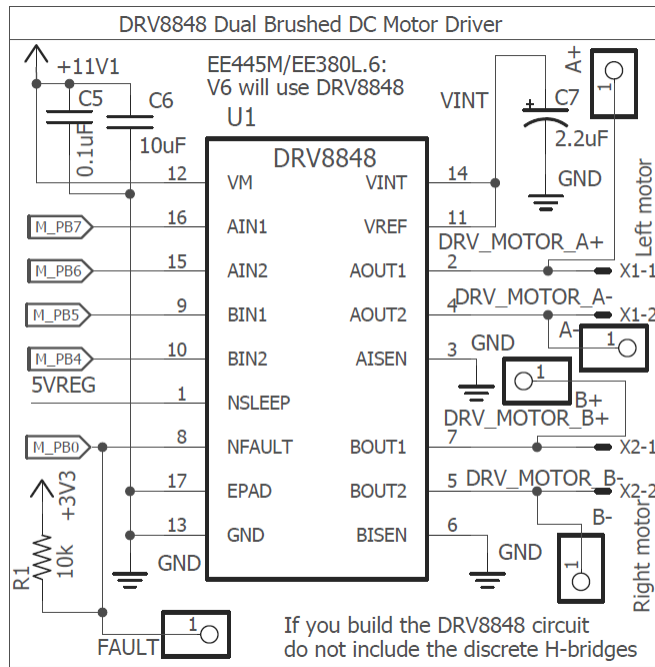 DRV8848 Dual Brushed DC Motor Driver
+11V1
EE445M/EE380L.6:
V6 will use DRV8848
C5
0.1uF
C6
10uF
U1
DRV8848
VINT
C7
2.2uF
GND
A+
1
12 VM VINT 14
M_PB7 16 AIN1 VREF 11
DRV_MOTOR_A+
M_PB6 15 AIN2 AOUT1 2 X1-1
DRV_MOTOR_A-
M_PB5 9 BIN1 AOUT2 4 X1-2
Left motor
A-
1
M_PB4 10 BIN2 AISEN 3 GND
1
B+
5VREG 1 NSLEEP
DRV_MOTOR_B+
M_PB0 8 NFAULT BOUT1 7 X2-1
17 EPAD BOUT2 5 DRV_MOTOR_B- X2-2
B-
1
Right motor
13 GND BISEN 6
GND
GND
+3V3
R1
10k
FAULT
1
If you build the DRV8848 circuit
do not include the discrete H-bridges